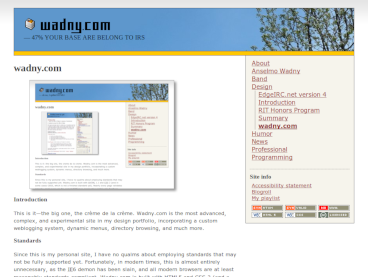 wadny.com
— 47% YOUR BASE ARE BELONG TO IRS
wadny.com
Introduction
This is it—the big one, the crème de la crème. Wadny.com is the most advanced,
complex, and experimental site in my design portfolio, incorporating a custom
weblogging system, dynamic menus, directory browsing, and much more.
Standards
Since this is my personal site, I have no qualms about employing standards that may
not be fully supported yet. Fortunately, in modern times, this is almost entirely
unnecessary, as the
demon has been slain, and all modern browsers are at least
About
Anselmo Wadny
Band
Design
EdgeIRC.net version 4
Introduction
RIT Honors Program
Summary
wadny.com
Humor
News
Professional
Programming
Site info
Accessibility statement
Blogroll
My playlist